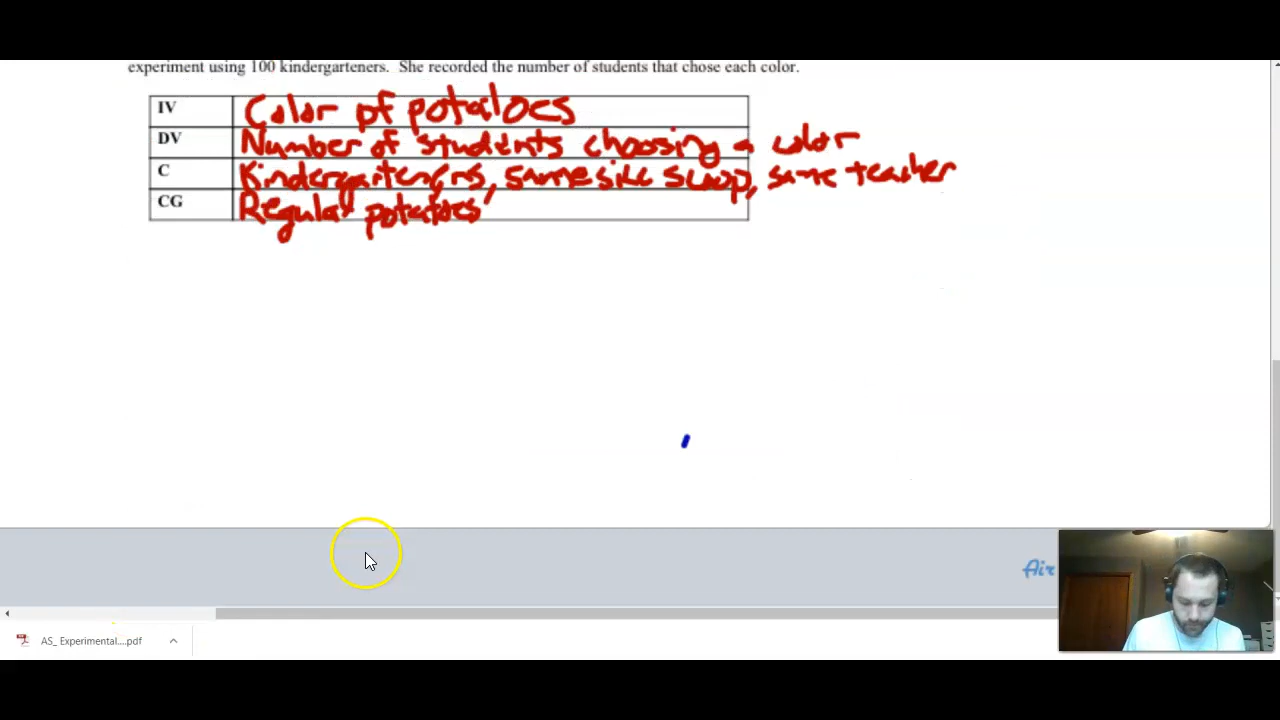 experiment using 100 kindergarteners. She recorded the number of students that chose each color.
IV Color of potatoes
DV Number of students choosing a color
C Kindergarteners, same size scoop, same teacher
CG Regular potatoes
Air
AS_ Experimental....pdf